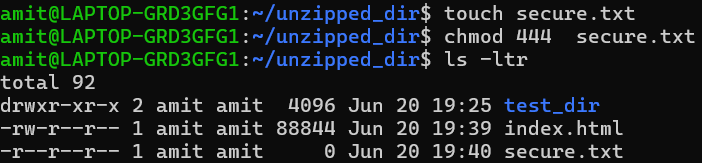 amit@LAPTOP-GRD3GFG1:~/unzipped_dir$ touch secure.txt
amit@LAPTOP-GRD3GFG1:~/unzipped_dir$ chmod 444  secure.txt
amit@LAPTOP-GRD3GFG1:~/unzipped_dir$ ls -ltr
total 92
drwxr-xr-x 2 amit amit  4096 Jun 20 19:25 test_dir
-rw-r--r-- 1 amit amit 88844 Jun 20 19:39 index.html
-r--r--r-- 1 amit amit     0 Jun 20 19:40 secure.txt